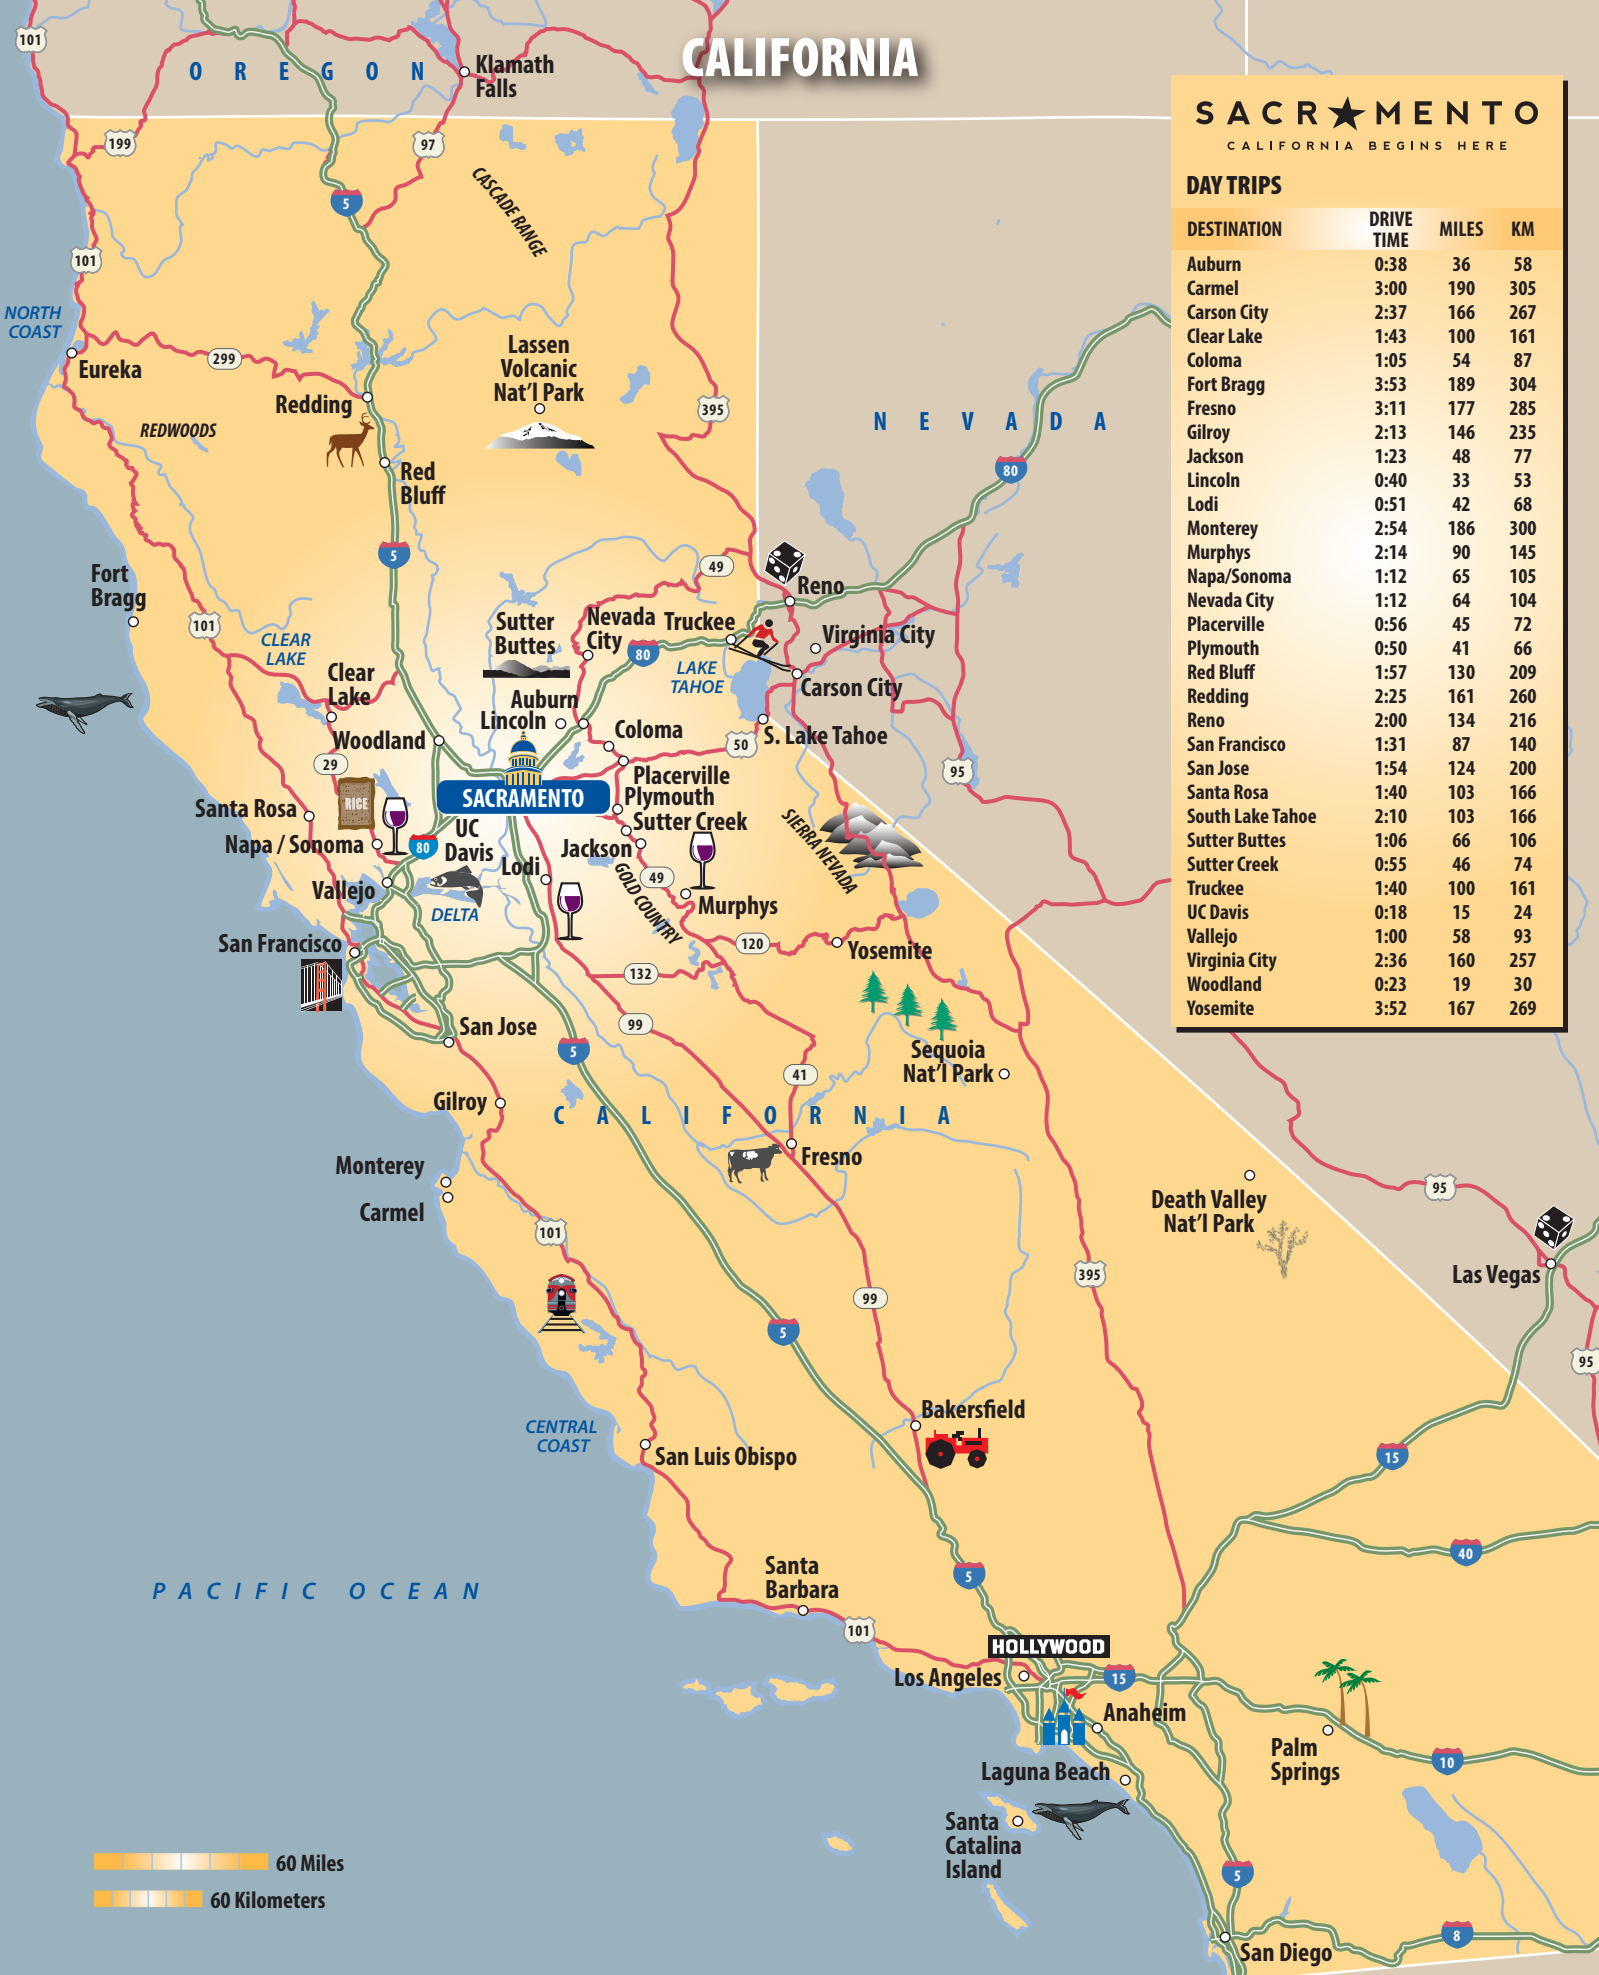 CALIFORNIA
101
OREGON
Klamath
Falls
199
97
5
CASCADE RANGE
101
NORTH
COAST
Eureka
299
Redding
REDWOODS
Lassen
Volcanic
Nat'l Park
395
NEVADA
80
Red
Bluff
5
Fort
Bragg
101
49
Reno
CLEAR
LAKE
Clear
Lake
Sutter
Buttes
Nevada
City
Truckee
80
Virginia City
LAKE
TAHOE
Carson City
Auburn
Lincoln
Coloma
50
S. Lake Tahoe
Woodland
29
95
RICE
SACRAMENTO
Placerville
Plymouth
Sutter Creek
Santa Rosa
Napa / Sonoma
80
UC
Davis
Jackson
Lodi
Vallejo
DELTA
49
GOLD COUNTRY
SIERRA NEVADA
Murphys
San Francisco
120
Yosemite
132
99
San Jose
5
41
Sequoia
Nat'l Park
Gilroy
CALIFORNIA
Fresno
Monterey
Carmel
101
Death Valley
Nat'l Park
95
Las Vegas
395
99
5
95
CENTRAL
COAST
San Luis Obispo
Bakersfield
15
40
5
PACIFIC OCEAN
Santa
Barbara
101
HOLLYWOOD
Los Angeles
15
Anaheim
Palm
Springs
10
Laguna Beach
Santa
Catalina
Island
5
8
San Diego
60 Miles
60 Kilometers
SACR★MENTO
CALIFORNIA BEGINS HERE
DAY TRIPS
DESTINATION DRIVE TIME MILES KM
Auburn 0:38 36 58
Carmel 3:00 190 305
Carson City 2:37 166 267
Clear Lake 1:43 100 161
Coloma 1:05 54 87
Fort Bragg 3:53 189 304
Fresno 3:11 177 285
Gilroy 2:13 146 235
Jackson 1:23 48 77
Lincoln 0:40 33 53
Lodi 0:51 42 68
Monterey 2:54 186 300
Murphys 2:14 90 145
Napa/Sonoma 1:12 65 105
Nevada City 1:12 64 104
Placerville 0:56 45 72
Plymouth 0:50 41 66
Red Bluff 1:57 130 209
Redding 2:25 161 260
Reno 2:00 134 216
San Francisco 1:31 87 140
San Jose 1:54 124 200
Santa Rosa 1:40 103 166
South Lake Tahoe 2:10 103 166
Sutter Buttes 1:06 66 106
Sutter Creek 0:55 46 74
Truckee 1:40 100 161
UC Davis 0:18 15 24
Vallejo 1:00 58 93
Virginia City 2:36 160 257
Woodland 0:23 19 30
Yosemite 3:52 167 269